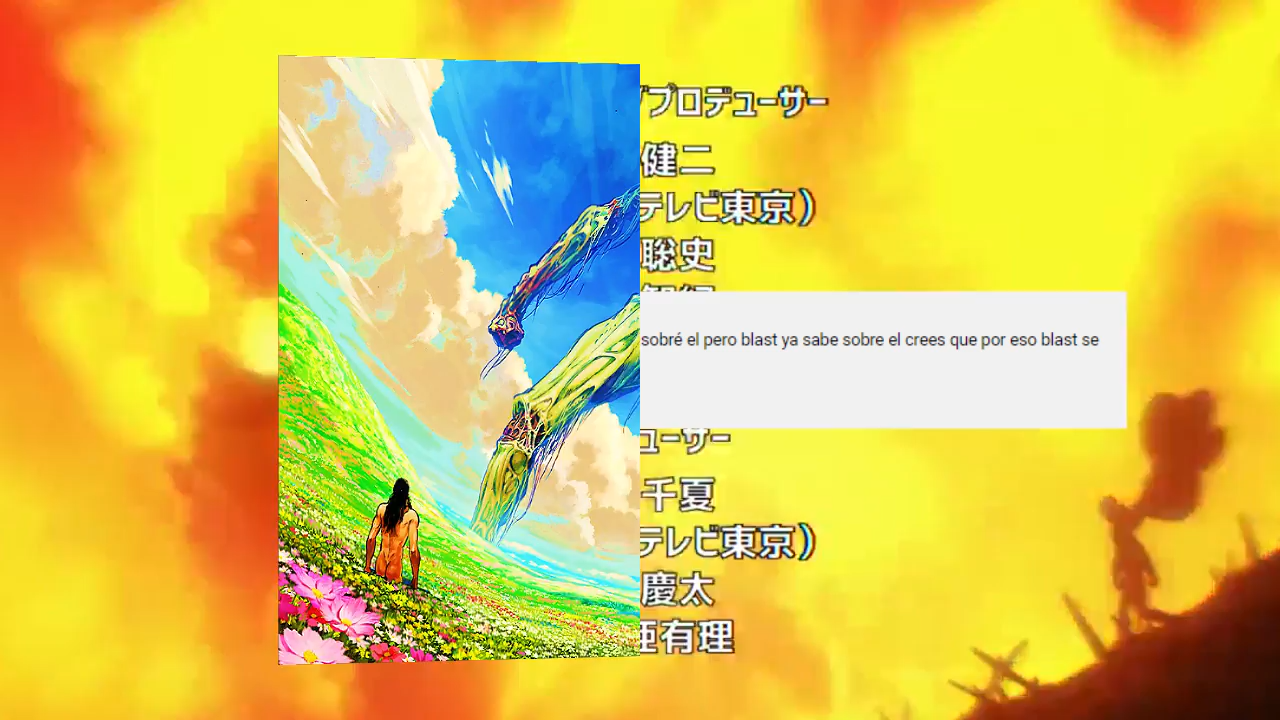 プロデューサー
健二
テレビ東京）
聡史
sobré el pero blast ya sabe sobre el crees que por eso blast se
ューサー
千夏
テレビ東京）
慶太
亜有理